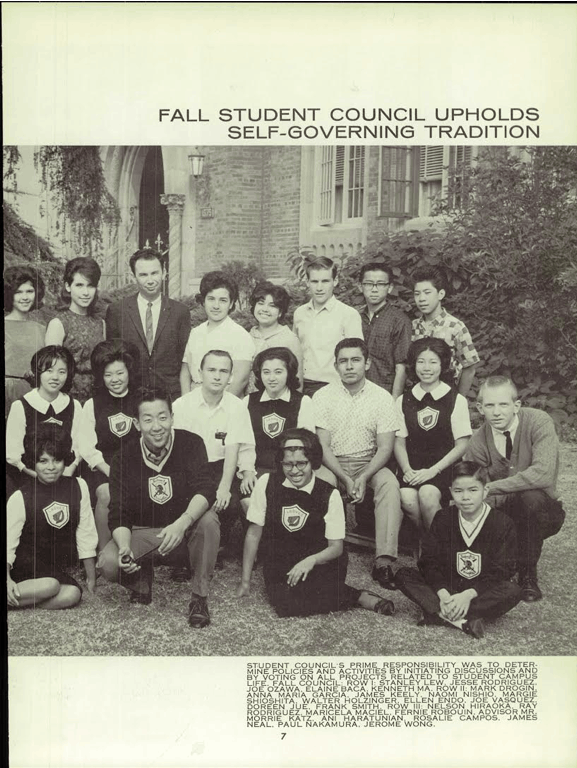 FALL STUDENT COUNCIL UPHOLDS
SELF-GOVERNING TRADITION
STUDENT COUNCIL'S PRIME RESPONSIBILITY WAS TO DETER-
MINE POLICIES AND ACTIVITIES BY INITIATING DISCUSSIONS AND
BY VOTING ON ALL PROJECTS RELATED TO STUDENT CAMPUS
LIFE. FALL COUNCIL: ROW I: STANLEY LEW, JESSE RODRIGUEZ,
JOE OZAWA, ELAINE BACA, KENNETH MA. ROW II: MARK DROGIN,
ANNA MARIA GARCIA, JAMES KEELY, NAOMI NISHIO, MARGIE
SHIOSHITA, WALTER HOLZINGER, ELLEN ENDO, JOE VASQUEZ,
DOREEN JUE, FRANK SMITH. ROW III: NELSON HIRAOKA, RAY
RODRIGUEZ, MARICELA MACIEL, FERNIE ROBOUIN, ADVISOR MR.
MORRIE KATZ, ANI HARATUNIAN, ROSALIE CAMPOS, JAMES
NEAL, PAUL NAKAMURA, JEROME WONG.
7